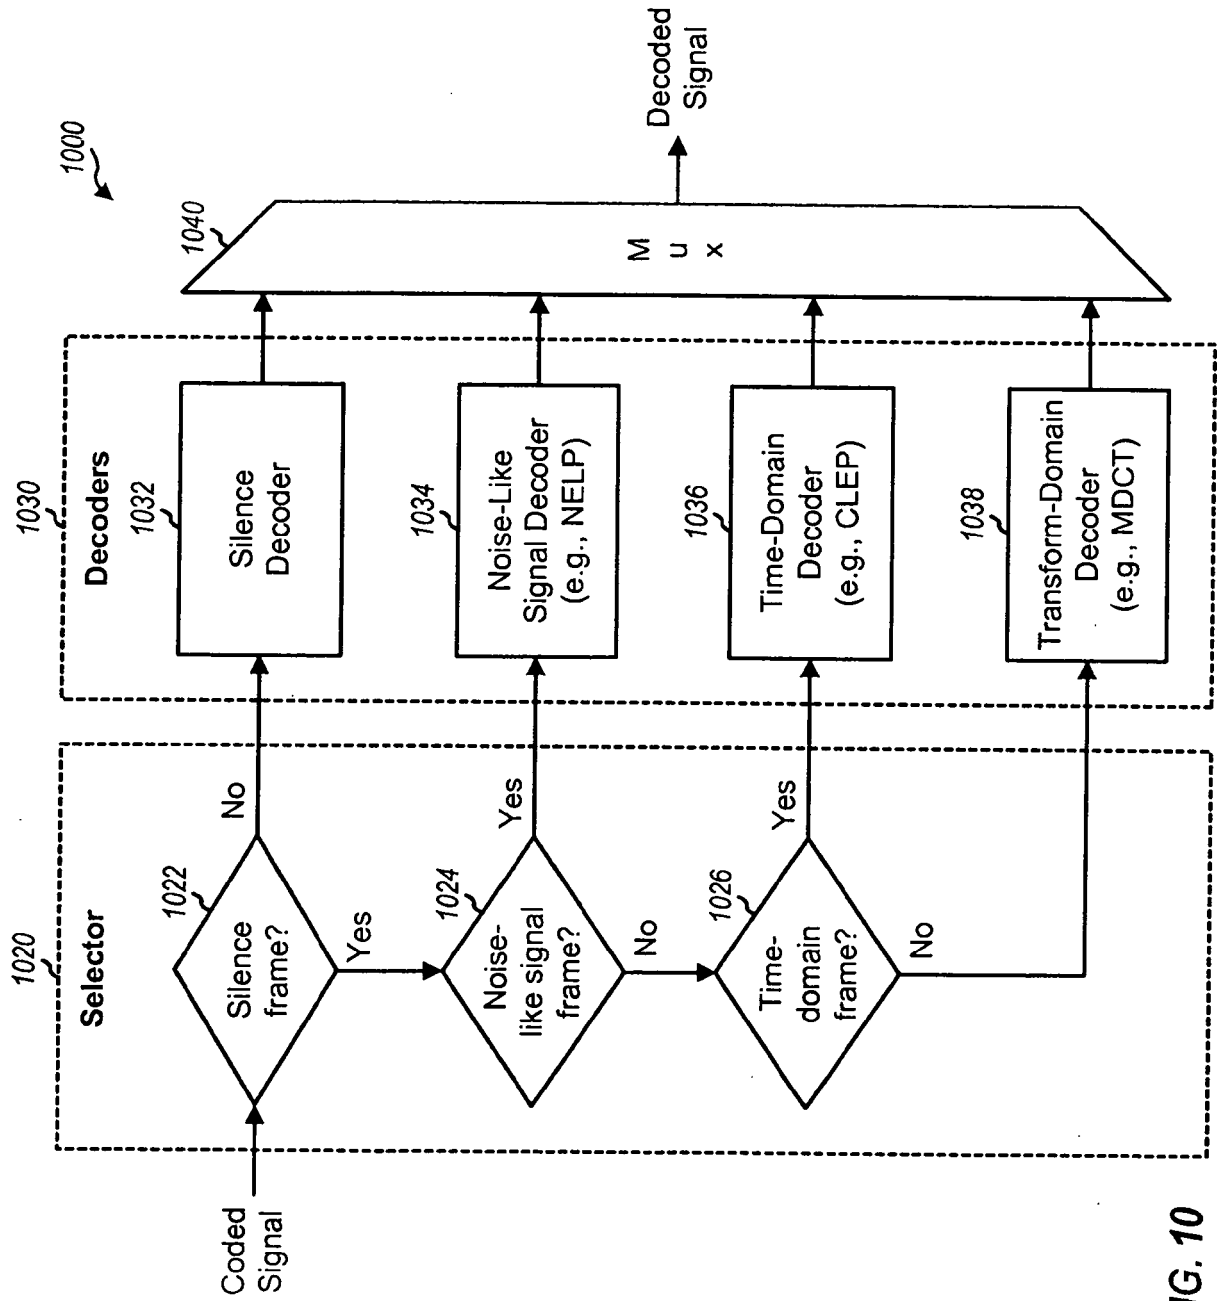 1000
1020
Selector
1030
Decoders
Coded
Signal
1022
Silence
frame?
No
Yes
1032
Silence
Decoder
1040
M
u
x
Decoded
Signal
1024
Noise-
like signal
frame?
Yes
No
1034
Noise-Like
Signal Decoder
(e.g., NELP)
1026
Time-
domain
frame?
Yes
No
1036
Time-Domain
Decoder
(e.g., CLEP)
1038
Transform-Domain
Decoder
(e.g., MDCT)
IG. 10